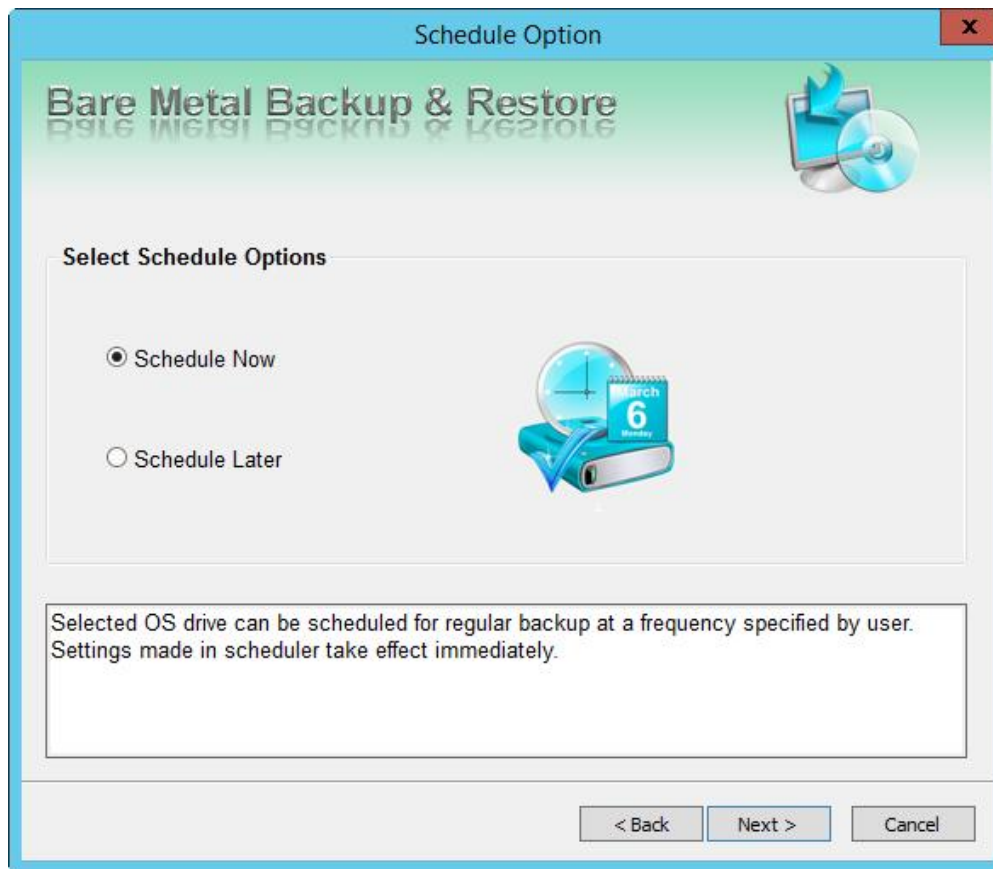 Schedule Option
x
Bare Metal Backup & Restore
Select Schedule Options
Schedule Now
Schedule Later
March
6
Monday
Selected OS drive can be scheduled for regular backup at a frequency specified by user.
Settings made in scheduler take effect immediately.
< Back
Next >
Cancel